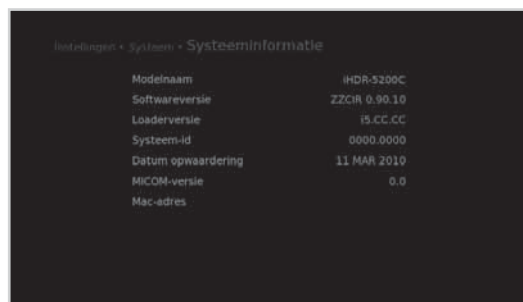 Instellingen • Systeem • Systeeminformatie
Modelnaam iHDR-5200C
Softwareversie ZZCIR 0.90.10
Loaderversie i5.CC.CC
Systeem-id 0000.0000
Datum opwaardering 11 MAR 2010
MICOM-versie 0.0
Mac-adres